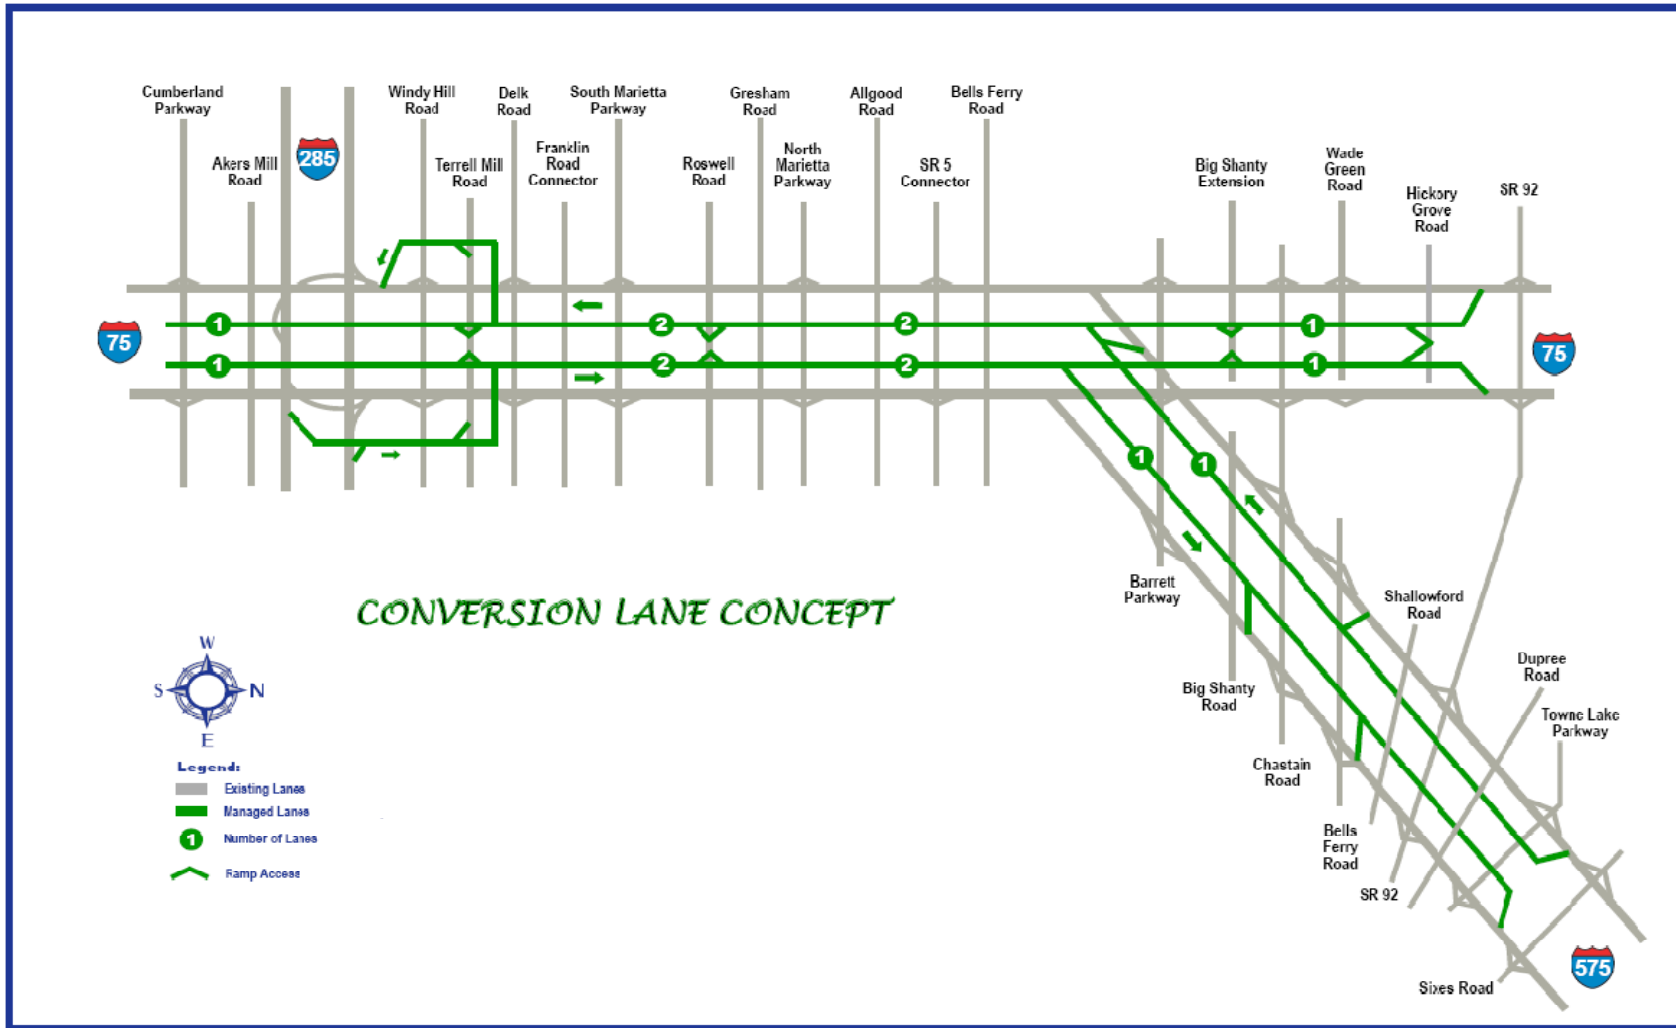 Cumberland
Parkway
Windy Hill
Road
Delk
Road
South Marietta
Parkway
Gresham
Road
Allgood
Road
Bells Ferry
Road
Akers Mill
Road
285
Terrell Mill
Road
Franklin
Road
Connector
Roswell
Road
North
Marietta
Parkway
SR 5
Connector
Big Shanty
Extension
Wade
Green
Road
Hickory
Grove
Road
SR 92
75
1
2
2
1
75
1
2
2
1
1
1
CONVERSION LANE CONCEPT
Barrett
Parkway
Shallowford
Road
Big Shanty
Road
Dupree
Road
Towne Lake
Parkway
Chastain
Road
Bells
Ferry
Road
SR 92
575
Sixes Road
W
S
N
E
Legend:
Existing Lanes
Managed Lanes
1
Number of Lanes
Ramp Access